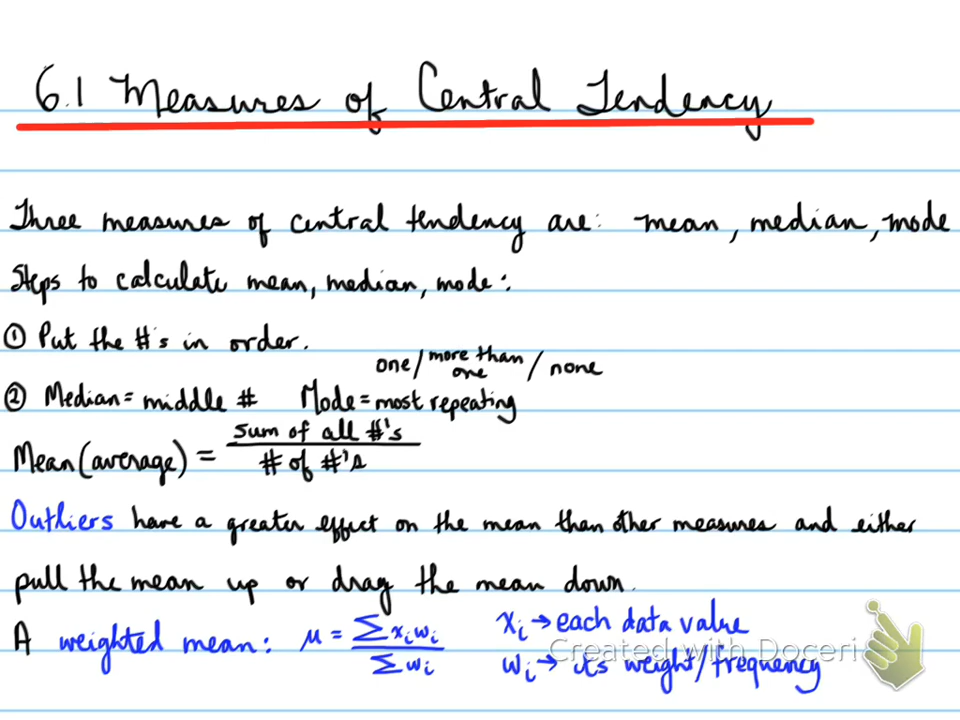 6.1 Measures of Central Tendency
Three measures of central tendency are: mean, median, mode
Steps to calculate mean, median, mode:
① Put the #'s in order.
one/more than one/none
② Median = middle # Mode = most repeating
Mean (average) = sum of all #'s / # of #'s
Outliers have a greater effect on the mean than other measures and either
pull the mean up or drag the mean down.
A weighted mean: μ = Σxᵢwᵢ / Σwᵢ
xᵢ → each data value
wᵢ → its weight/frequency
Created with Doceri